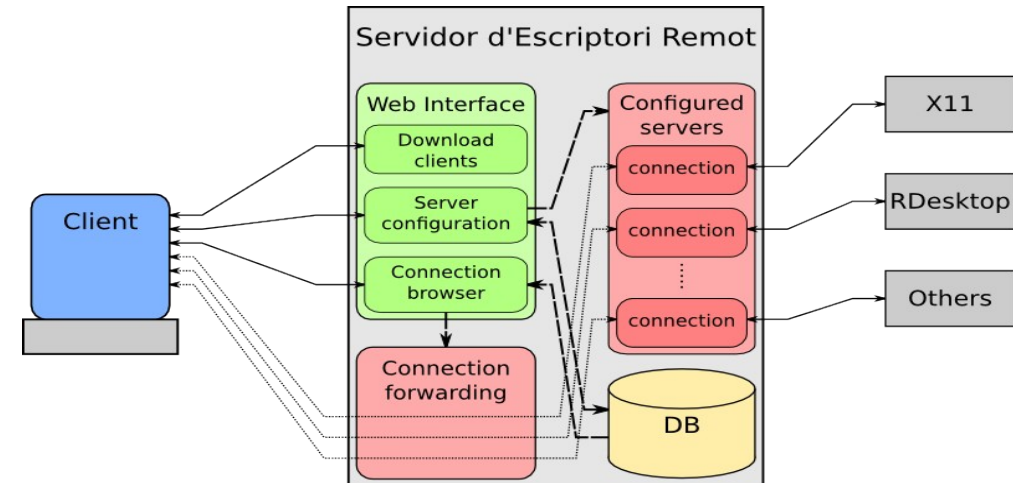 Servidor d'Escriptori Remot
Client
Web Interface
Download
clients
Server
configuration
Connection
browser
Connection
forwarding
Configured
servers
connection
connection
connection
DB
X11
RDesktop
Others